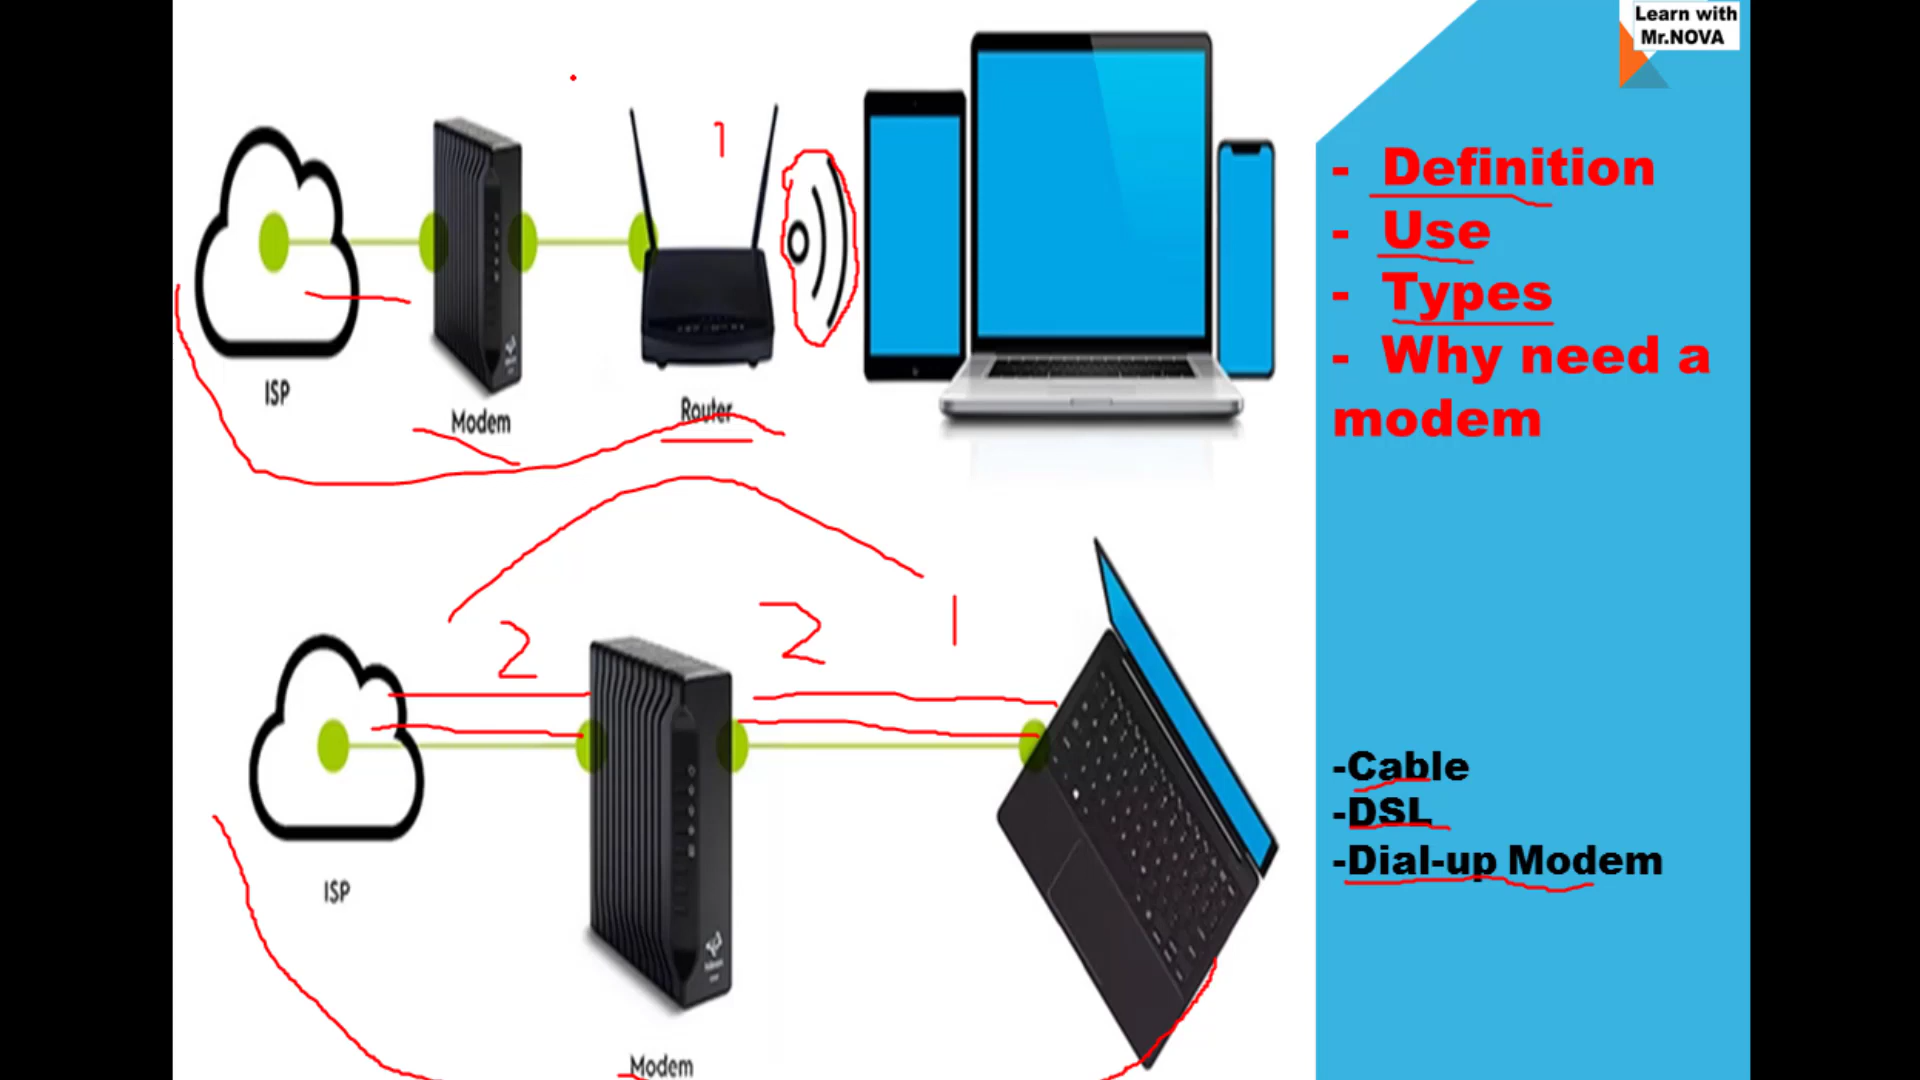 Learn with
Mr.NOVA
- Definition
- Use
- Types
- Why need a
modem
1
ISP
Modem
Router
2
2
1
ISP
Modem
-Cable
-DSL
-Dial-up Modem